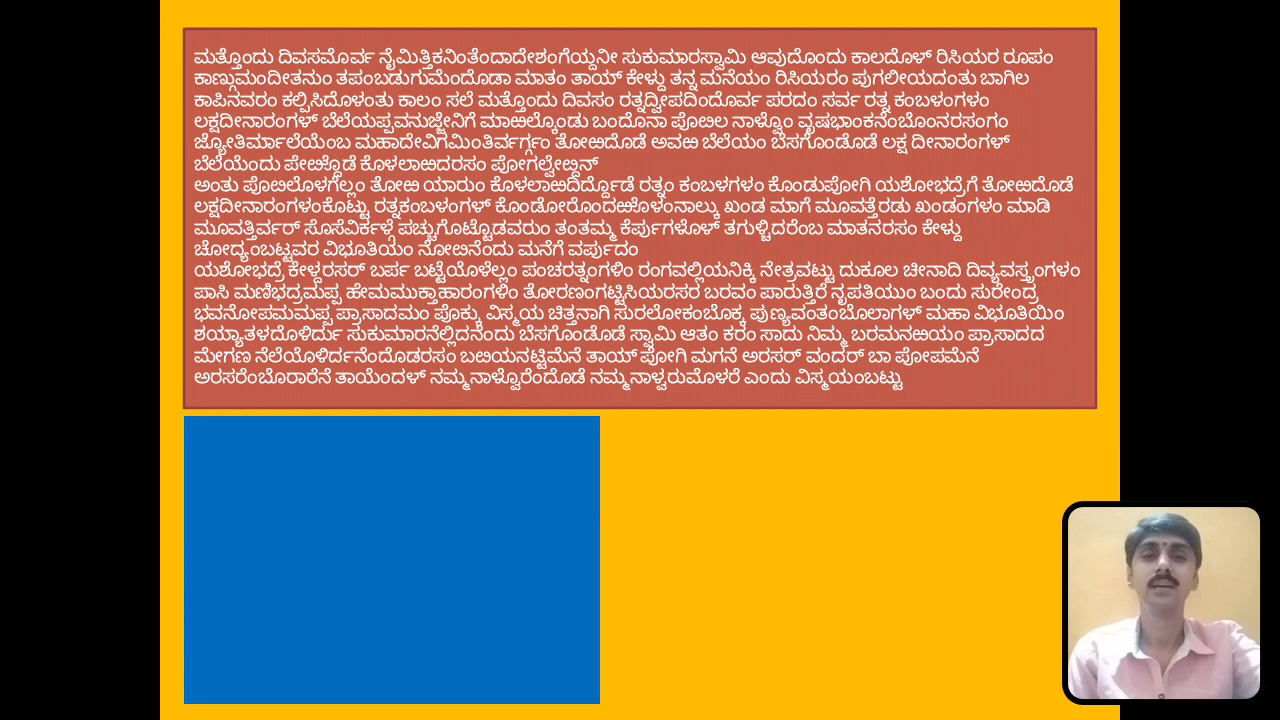 ಮತ್ತೊಂದು ದಿವಸಮೊರ್ವ ನೈಮಿತ್ತಿಕನಿಂತೆಂದಾದೇಶಂಗೆಯ್ದನೀ ಸುಕುಮಾರಸ್ವಾಮಿ ಆವುದೊಂದು ಕಾಲದೊಳ್ ರಿಸಿಯರ ರೂಪಂ
ಕಾಣ್ಗುಮಂದೀತನುಂ ತಪಂಬಡುಗುಮೆಂದೊಡಾ ಮಾತಂ ತಾಯ್ ಕೇಳ್ದು ತನ್ನ ಮನೆಯಂ ರಿಸಿಯರಂ ಪುಗಲೀಯದಂತು ಬಾಗಿಲ
ಕಾಪಿನವರಂ ಕಲ್ಪಿಸಿದೊಳಂತು ಕಾಲಂ ಸಲೆ ಮತ್ತೊಂದು ದಿವಸಂ ರತ್ನದ್ವೀಪದಿಂದೊರ್ವ ಪರದಂ ಸರ್ವ ರತ್ನ ಕಂಬಳಂಗಳಂ
ಲಕ್ಷದೀನಾರಂಗಳ್ ಬೆಲೆಯಪ್ಪವನುಜ್ಜೇನಿಗೆ ಮಾಱಲ್ಕೊಂಡು ಬಂದೊನಾ ಪೊೞಲ ನಾಳ್ವೊಂ ವೃಷಭಾಂಕನೆಂಬೊಂನರಸಂಗಂ
ಜ್ಯೋತಿರ್ಮಾಲೆಯೆಂಬ ಮಹಾದೇವಿಗಮಿಂತಿರ್ವರ್ಗ್ಗಂ ತೋಱದೊಡೆ ಅವಱ ಬೆಲೆಯಂ ಬೆಸಗೊಂಡೊಡೆ ಲಕ್ಷ ದೀನಾರಂಗಳ್
ಬೆಲೆಯೆಂದು ಪೇೞ್ದೊಡೆ ಕೊಳಲಾಱದರಸಂ ಪೋಗಲ್ವೇೞ್ದನ್
ಅಂತು ಪೊೞಲೊಳಗೆಲ್ಲಂ ತೋಱ ಯಾರುಂ ಕೊಳಲಾಱದಿರ್ದ್ದೊಡೆ ರತ್ನಂ ಕಂಬಳಗಳಂ ಕೊಂಡುಪೋಗಿ ಯಶೋಭದ್ರೆಗೆ ತೋಱದೊಡೆ
ಲಕ್ಷದೀನಾರಂಗಳಂಕೊಟ್ಟು ರತ್ನಕಂಬಳಂಗಳ್ ಕೊಂಡೋರೊಂದಱೊಳಂನಾಲ್ಕು ಖಂಡ ಮಾಗೆ ಮೂವತ್ತೆರಡು ಖಂಡಂಗಳಂ ಮಾಡಿ
ಮೂವತ್ತಿರ್ವರ್ ಸೊಸೆವಿರ್ಕಳ್ಗೆ ಪಚ್ಚುಗೊಟ್ಟೊಡವರುಂ ತಂತಮ್ಮ ಕೆರ್ಪುಗಳೊಳ್ ತಗುಳ್ಚಿದರೆಂಬ ಮಾತನರಸಂ ಕೇಳ್ದು
ಚೋದ್ಯಂಬಟ್ಟವರ ವಿಭೂತಿಯಂ ನೋೞನೆಂದು ಮನೆಗೆ ವರ್ಪುದಂ
ಯಶೋಭದ್ರೆ ಕೇಳ್ದರಸರ್ ಬರ್ಪ ಬಟ್ಟೆಯೊಳೆಲ್ಲಂ ಪಂಚರತ್ನಂಗಳಿಂ ರಂಗವಲ್ಲಿಯನಿಕ್ಕಿ ನೇತ್ರವಟ್ಟು ದುಕೂಲ ಚೀನಾದಿ ದಿವ್ಯವಸ್ತ್ರಂಗಳಂ
ಪಾಸಿ ಮಣಿಭದ್ರಮಪ್ಪ ಹೇಮಮುಕ್ತಾಹಾರಂಗಳಿಂ ತೋರಣಂಗಟ್ಟಿಸಿಯರಸರ ಬರವಂ ಪಾರುತ್ತಿರೆ ನೃಪತಿಯುಂ ಬಂದು ಸುರೇಂದ್ರ
ಭವನೋಪಮಮಪ್ಪ ಪ್ರಾಸಾದಮಂ ಪೊಕ್ಕು ವಿಸ್ಮಯ ಚಿತ್ತನಾಗಿ ಸುರಲೋಕಂಬೊಕ್ಕ ಪುಣ್ಯವಂತಂಬೊಲಾಗಳ್ ಮಹಾ ವಿಭೂತಿಯಿಂ
ಶಯ್ಯಾತಳದೊಳಿರ್ದು ಸುಕುಮಾರನೆಲ್ಲಿದನೆಂದು ಬೆಸಗೊಂಡೊಡೆ ಸ್ವಾಮಿ ಆತಂ ಕರಂ ಸಾದು ನಿಮ್ಮ ಬರಮನಱಯಂ ಪ್ರಾಸಾದದ
ಮೇಗಣ ನೆಲೆಯೋಳಿರ್ದನೆಂದೊಡರಸಂ ಬೞಯನಟ್ಟಿಮೆನೆ ತಾಯ್ ಪೋಗಿ ಮಗನೆ ಅರಸರ್ ವಂದರ್ ಬಾ ಪೋಪಮೆನೆ
ಅರಸರೆಂಬೊರಾರೆನೆ ತಾಯೆಂದಳ್ ನಮ್ಮನಾಳ್ವೊರೆಂದೊಡೆ ನಮ್ಮನಾಳ್ವರುಮೊಳರೆ ಎಂದು ವಿಸ್ಮಯಂಬಟ್ಟು